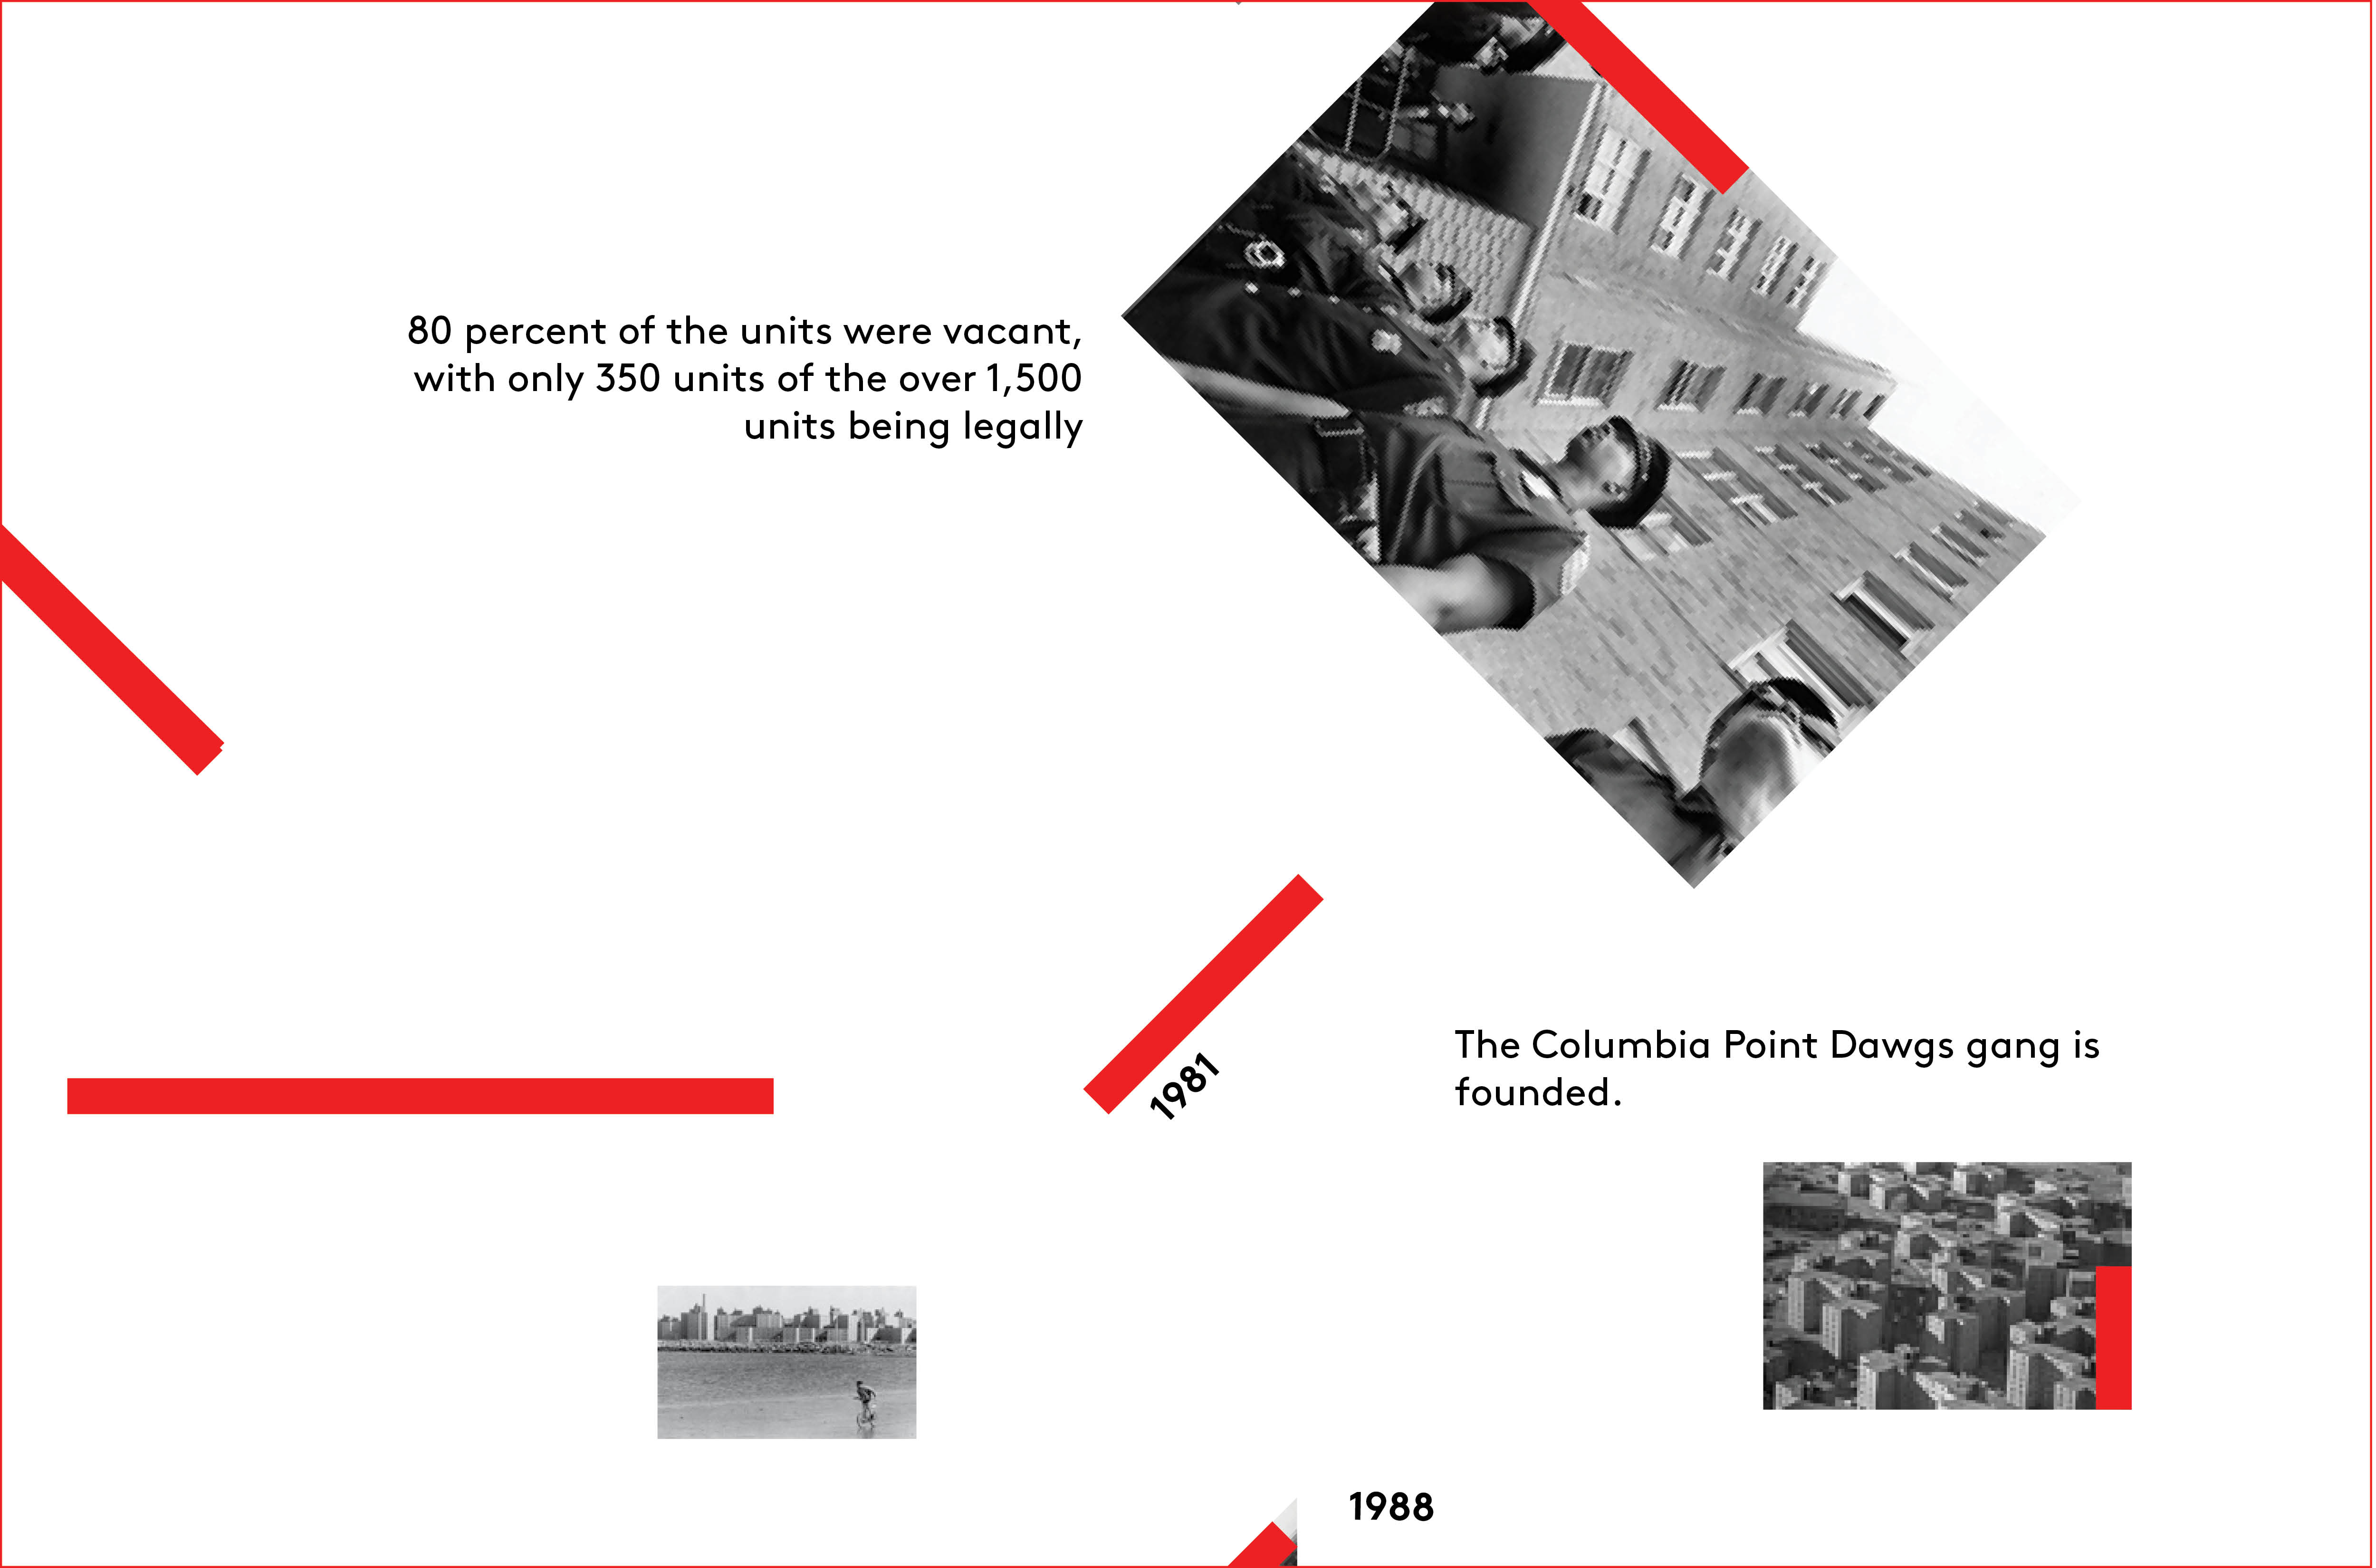 80 percent of the units were vacant,
with only 350 units of the over 1,500
units being legally
1981
The Columbia Point Dawgs gang is
founded.
1988